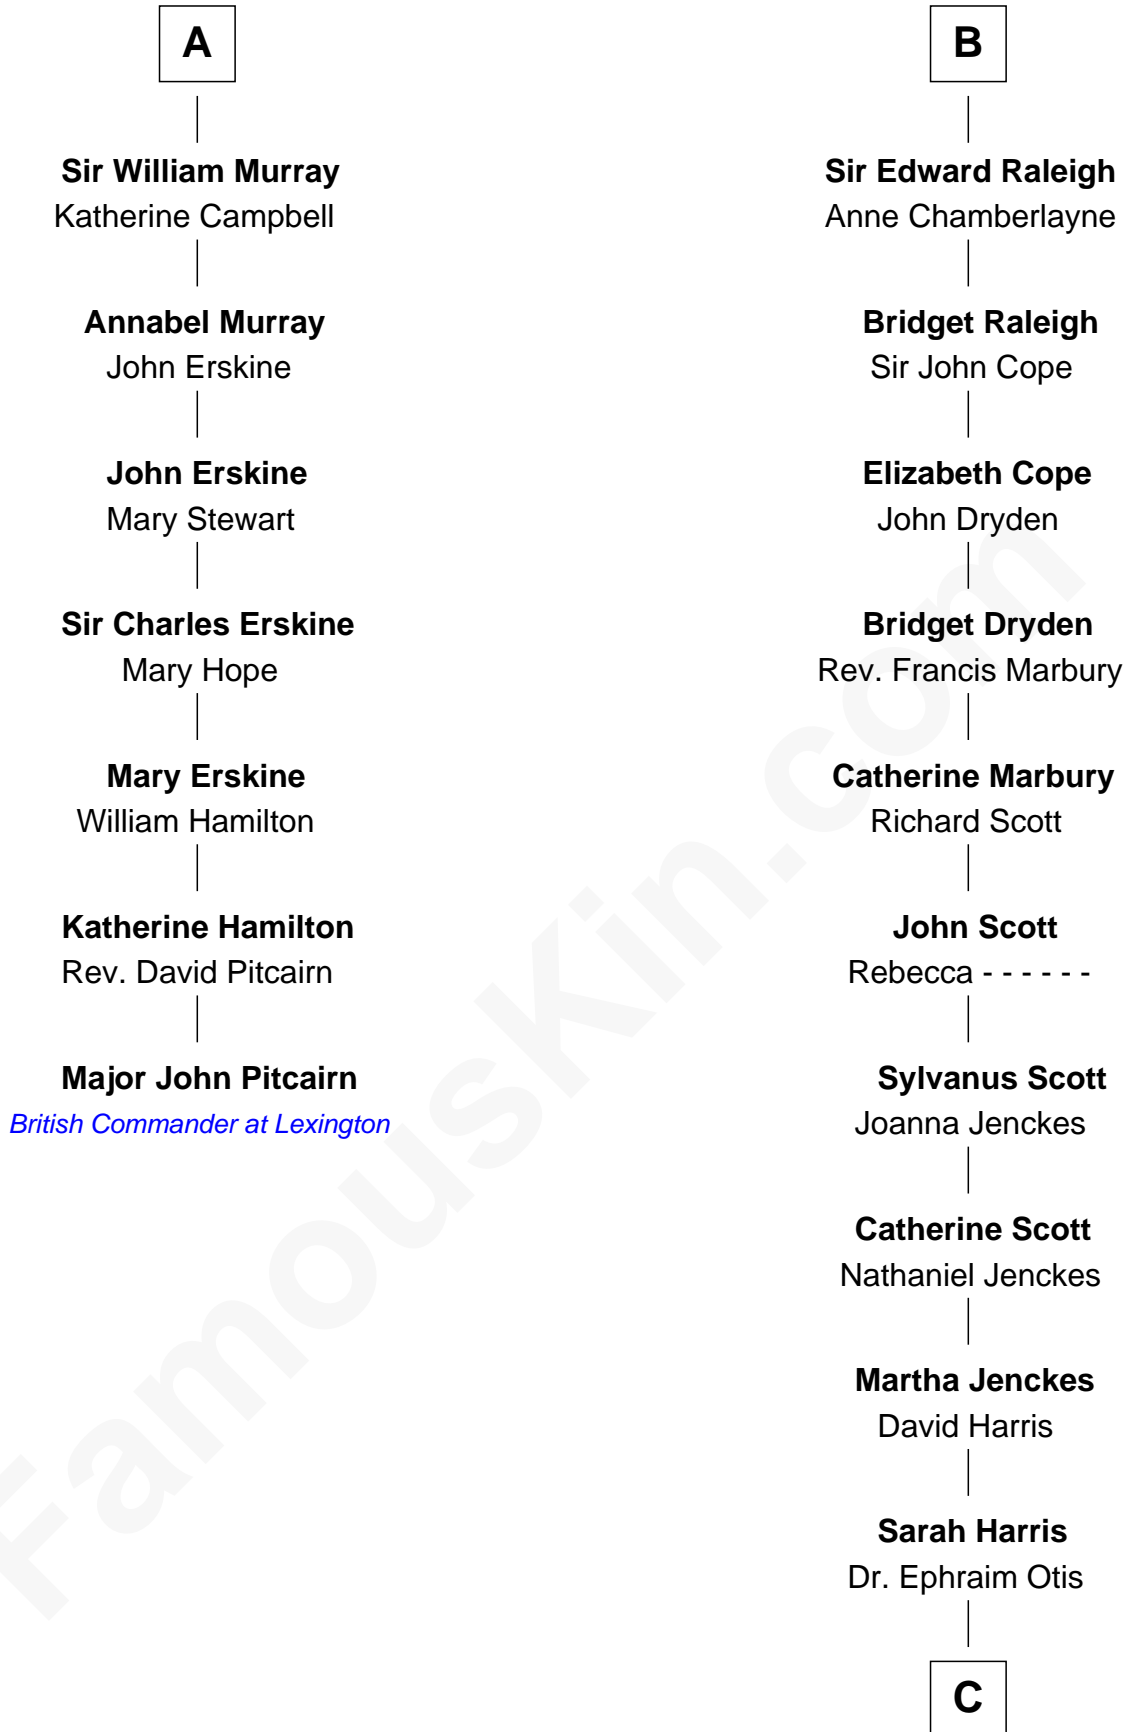 A
Sir William Murray
Katherine Campbell
Annabel Murray
John Erskine
John Erskine
Mary Stewart
Sir Charles Erskine
Mary Hope
Mary Erskine
William Hamilton
Katherine Hamilton
Rev. David Pitcairn
Major John Pitcairn
British Commander at Lexington
B
Sir Edward Raleigh
Anne Chamberlayne
Bridget Raleigh
Sir John Cope
Elizabeth Cope
John Dryden
Bridget Dryden
Rev. Francis Marbury
Catherine Marbury
Richard Scott
John Scott
Rebecca - - - - - -
Sylvanus Scott
Joanna Jenckes
Catherine Scott
Nathaniel Jenckes
Martha Jenckes
David Harris
Sarah Harris
Dr. Ephraim Otis
C
FamousKin.com